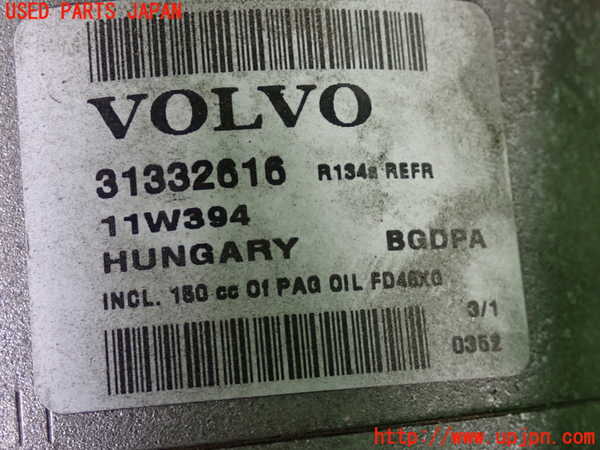 USED PARTS JAPAN
VOLVO
31332616 R134a REFR
11W394
HUNGARY BGDPA
INCL. 150 cc Of PAG OIL FD46XG
3/1
0352
http://www.upjpn.com/